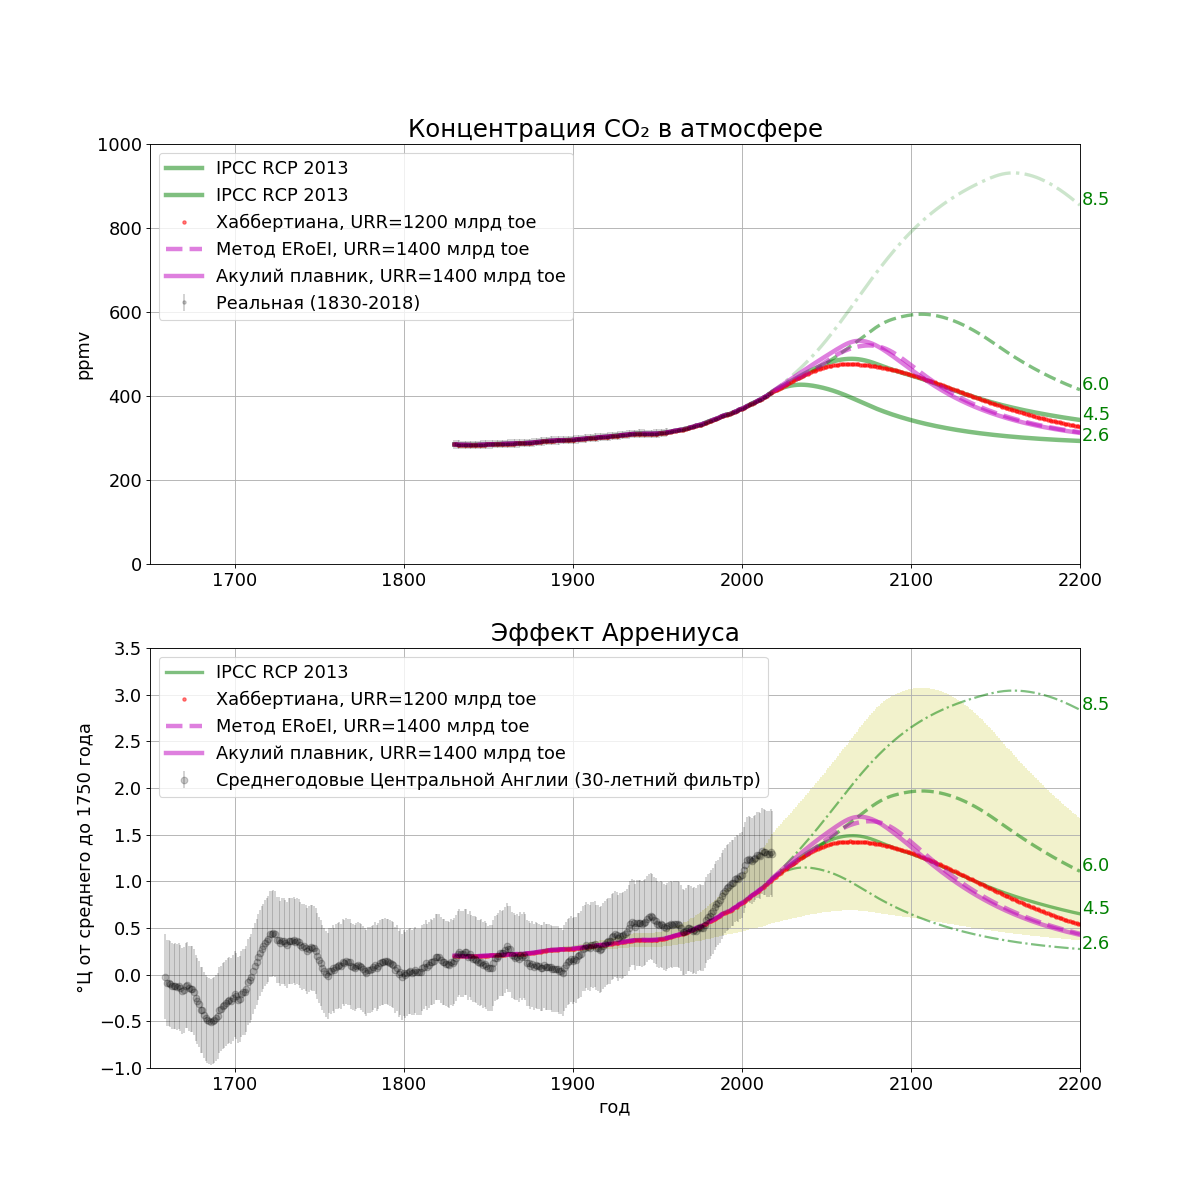 Концентрация CO₂ в атмосфере
1000
800
600
400
200
0
ppmv
IPCC RCP 2013
IPCC RCP 2013
Хаббертиана, URR=1200 млрд toe
Метод ERoEI, URR=1400 млрд toe
Акулий плавник, URR=1400 млрд toe
Реальная (1830-2018)
8.5
6.0
4.5
2.6
1700 1800 1900 2000 2100 2200
Эффект Аррениуса
3.5
3.0
2.5
2.0
1.5
1.0
0.5
0.0
−0.5
−1.0
°Ц от среднего до 1750 года
IPCC RCP 2013
Хаббертиана, URR=1200 млрд toe
Метод ERoEI, URR=1400 млрд toe
Акулий плавник, URR=1400 млрд toe
Среднегодовые Центральной Англии (30-летний фильтр)
8.5
6.0
4.5
2.6
1700 1800 1900 2000 2100 2200
год